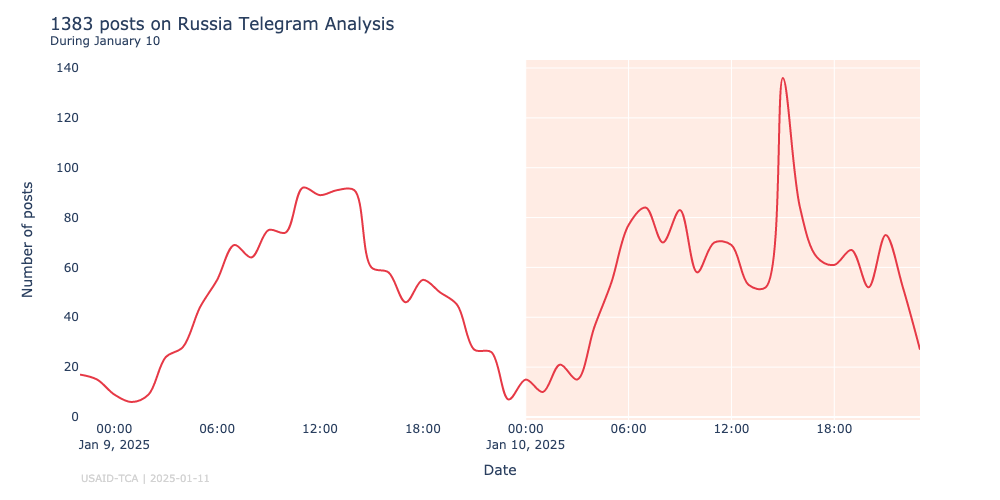 1383 posts on Russia Telegram Analysis
During January 10
140
120
100
80
60
40
20
0
Number of posts
00:00 06:00 12:00 18:00 00:00 06:00 12:00 18:00
Jan 9, 2025 Jan 10, 2025
Date
USAID-TCA | 2025-01-11